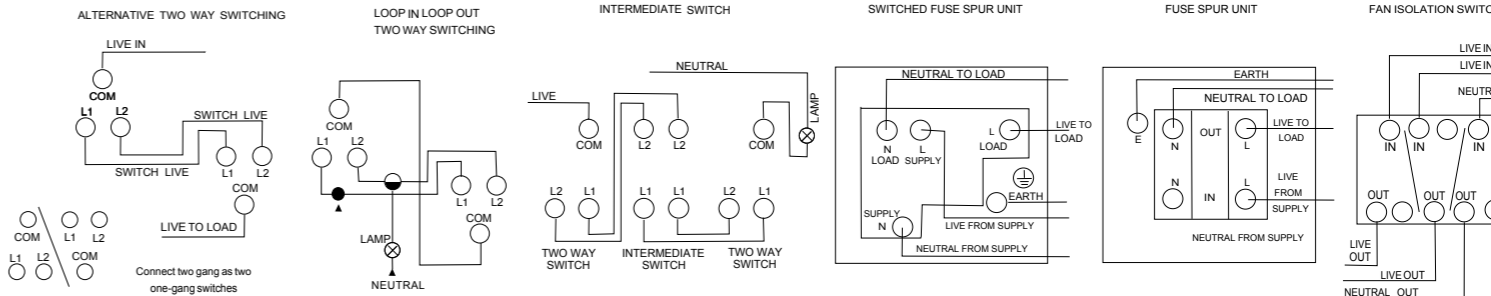 ALTERNATIVE TWO WAY SWITCHING
LIVE IN
COM
L1 L2
SWITCH LIVE
SWITCH LIVE
L1 L2
COM
LIVE TO LOAD
COM L1 L2
L1 L2 COM
Connect two gang as two
one-gang switches
LOOP IN LOOP OUT
TWO WAY SWITCHING
COM
L1 L2
L1 L2
COM
LAMP
NEUTRAL
INTERMEDIATE SWITCH
NEUTRAL
LIVE
LAMP
COM L2 L2 COM
L2 L1 L1 L1 L2 L1
TWO WAY
SWITCH
INTERMEDIATE
SWITCH
TWO WAY
SWITCH
SWITCHED FUSE SPUR UNIT
NEUTRAL TO LOAD
N
LOAD
L
SUPPLY
L
LOAD
LIVE TO
LOAD
EARTH
SUPPLY
N
LIVE FROM SUPPLY
NEUTRAL FROM SUPPLY
FUSE SPUR UNIT
EARTH
NEUTRAL TO LOAD
E
N
OUT
L
LIVE TO
LOAD
N
IN
L
LIVE
FROM
SUPPLY
NEUTRAL FROM SUPPLY
FAN ISOLATION SWITC
LIVE IN
LIVE IN
NEUTR
IN IN IN
OUT OUT OUT
LIVE
OUT
LIVE OUT
NEUTRAL OUT